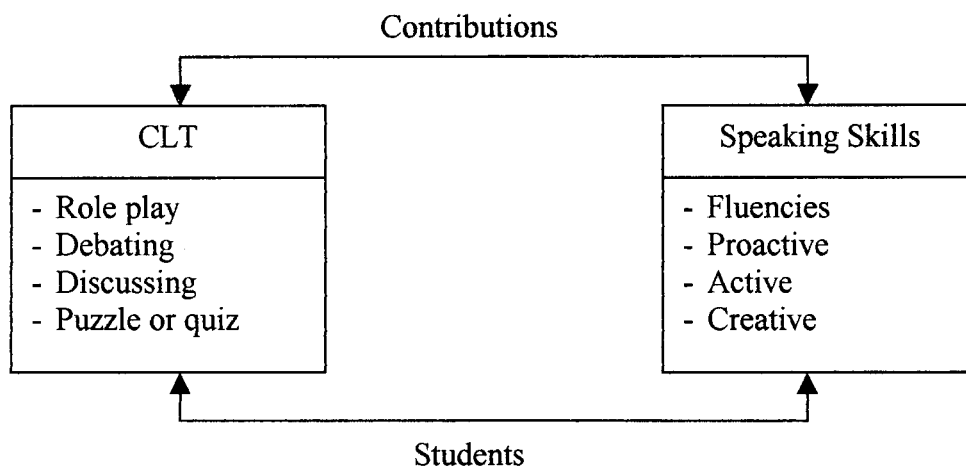 Contributions
CLT
- Role play
- Debating
- Discussing
- Puzzle or quiz
Speaking Skills
- Fluencies
- Proactive
- Active
- Creative
Students